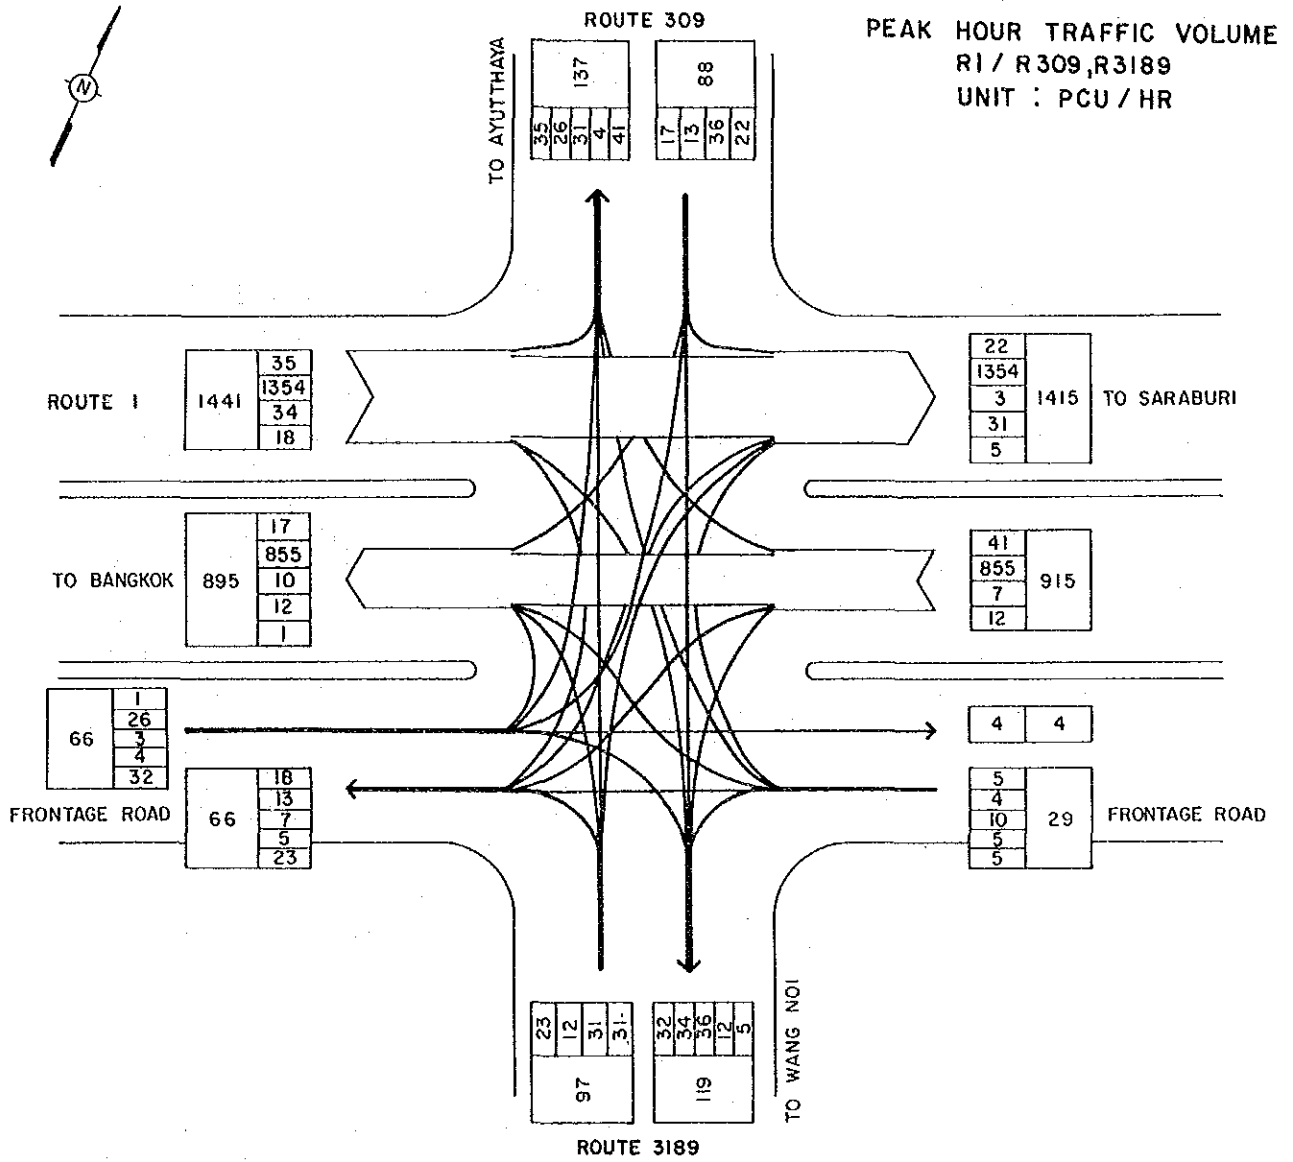 ROUTE 309
PEAK HOUR TRAFFIC VOLUME
R1 / R309,R3189
UNIT : PCU / HR
N
TO AYUTTHAYA
137
35 26 31 4 41
88
17 13 36 22
ROUTE 1
1441
35
1354
34
18
22
1354
3
31
5
1415
TO SARABURI
TO BANGKOK
895
17
855
10
12
1
41
855
7
12
915
66
1
26
3
4
32
4 4
FRONTAGE ROAD
66
18
13
7
5
23
5
4
10
5
5
29
FRONTAGE ROAD
23 12 31 31
97
32 34 36 12 5
119
TO WANG NOI
ROUTE 3189